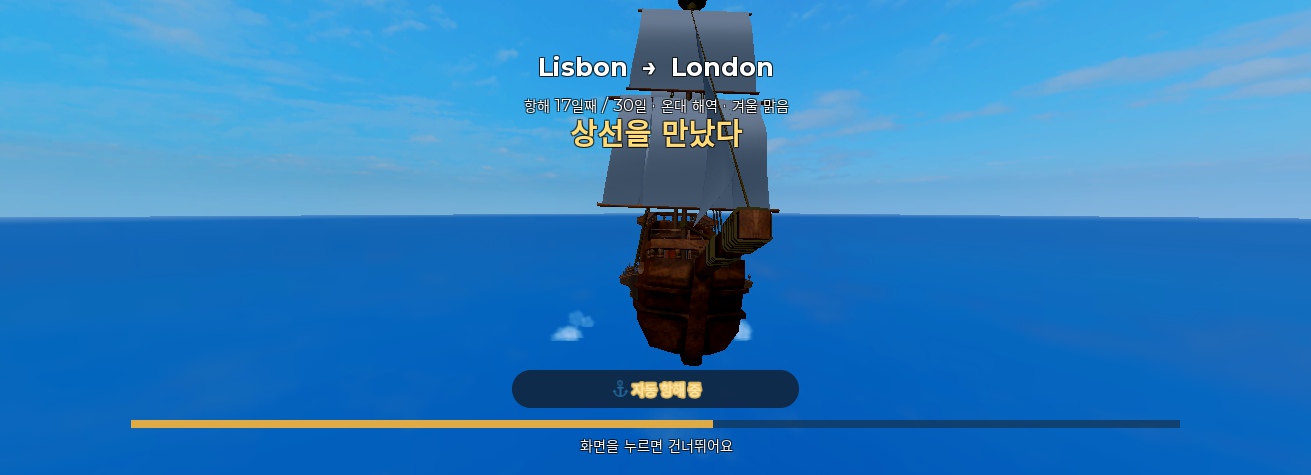 Lisbon → London
항해 17일째 / 30일 · 온대 해역 · 겨울 맑음
상선을 만났다
자동 항해 중
화면을 누르면 건너뛰어요